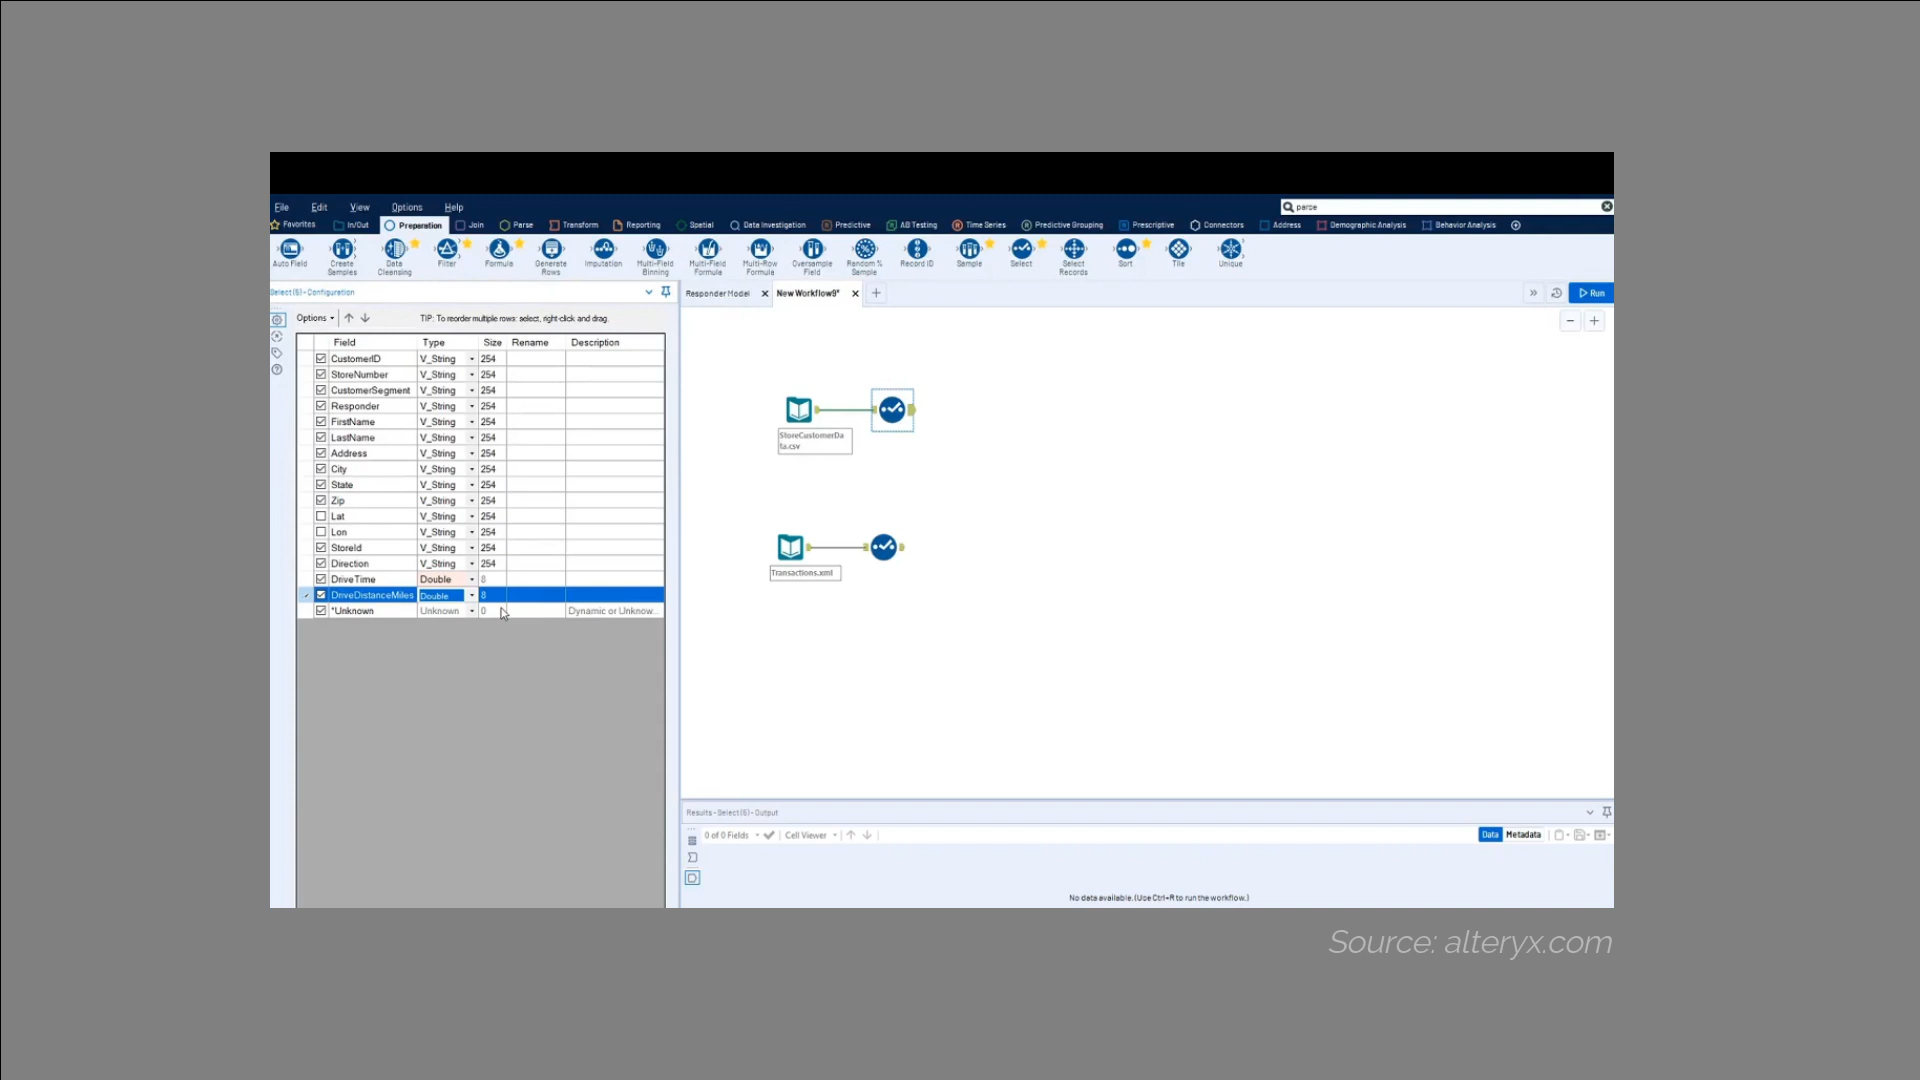 File Edit View Options Help
parse
Favorites In/Out Preparation Join Parse Transform Reporting Spatial Data Investigation Predictive AB Testing Time Series Predictive Grouping Prescriptive Connectors Address Demographic Analysis Behavior Analysis
Auto Field Create Samples Data Cleansing Filter Formula Generate Rows Imputation Multi-Field Binning Multi-Field Formula Multi-Row Formula Oversample Field Random % Sample Record ID Sample Select Select Records Sort Tile Unique
Select (6) - Configuration
Responder Model New Workflow9* Run
Options TIP: To reorder multiple rows: select, right-click and drag.
Field Type Size Rename Description
CustomerID V_String 254
StoreNumber V_String 254
CustomerSegment V_String 254
Responder V_String 254
FirstName V_String 254
LastName V_String 254
Address V_String 254
City V_String 254
State V_String 254
Zip V_String 254
Lat V_String 254
Lon V_String 254
StoreId V_String 254
Direction V_String 254
DriveTime Double 8
DriveDistanceMiles Double 8
*Unknown Unknown 0 Dynamic or Unknow...
StoreCustomerDa
ta.csv
Transactions.xml
Results - Select (6) - Output
0 of 0 Fields Cell Viewer Data Metadata
No data available. (Use Ctrl+R to run the workflow.)
Source: alteryx.com